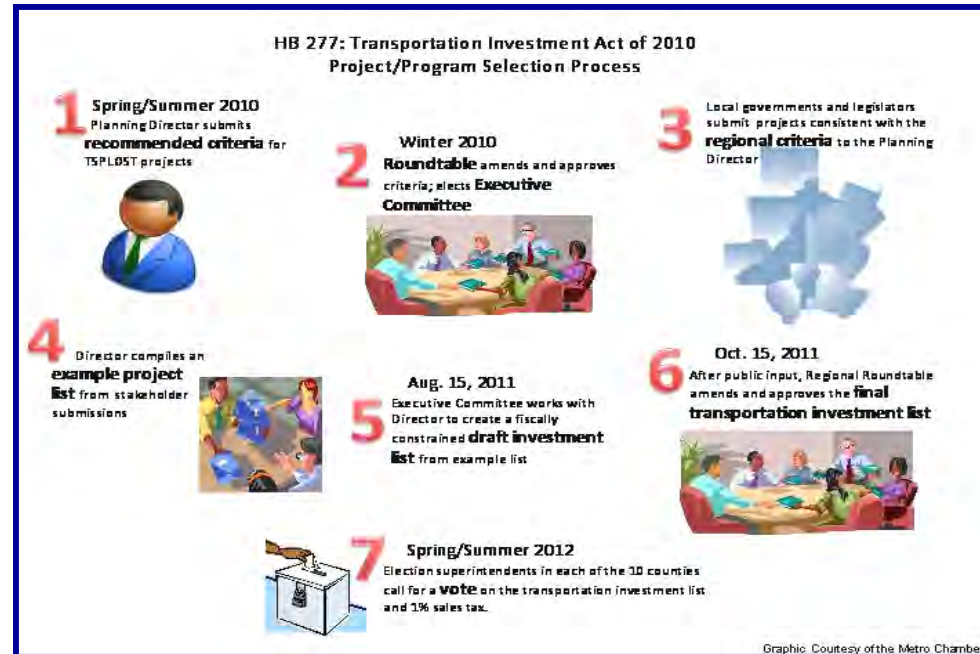 HB 277: Transportation Investment Act of 2010
Project/Program Selection Process
1
Spring/Summer 2010
Planning Director submits
recommended criteria for
TSPLOST projects
2
Winter 2010
Roundtable amends and approves
criteria; elects Executive
Committee
3
Local governments and legislators
submit projects consistent with the
regional criteria to the Planning
Director
4
Director compiles an
example project
list from stakeholder
submissions
5
Aug. 15, 2011
Executive Committee works with
Director to create a fiscally
constrained draft investment
list from example list
6
Oct. 15, 2011
After public input, Regional Roundtable
amends and approves the final
transportation investment list
7
Spring/Summer 2012
Election superintendents in each of the 10 counties
call for a vote on the transportation investment list
and 1% sales tax.
Graphic Courtesy of the Metro Chambe